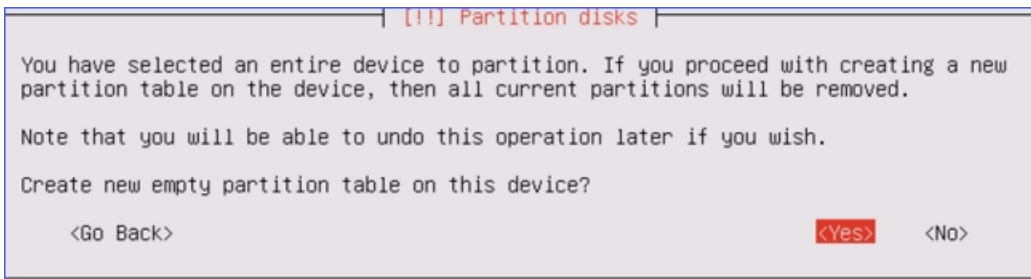 [!!] Partition disks
You have selected an entire device to partition. If you proceed with creating a new
partition table on the device, then all current partitions will be removed.
Note that you will be able to undo this operation later if you wish.
Create new empty partition table on this device?
<Go Back> <Yes> <No>